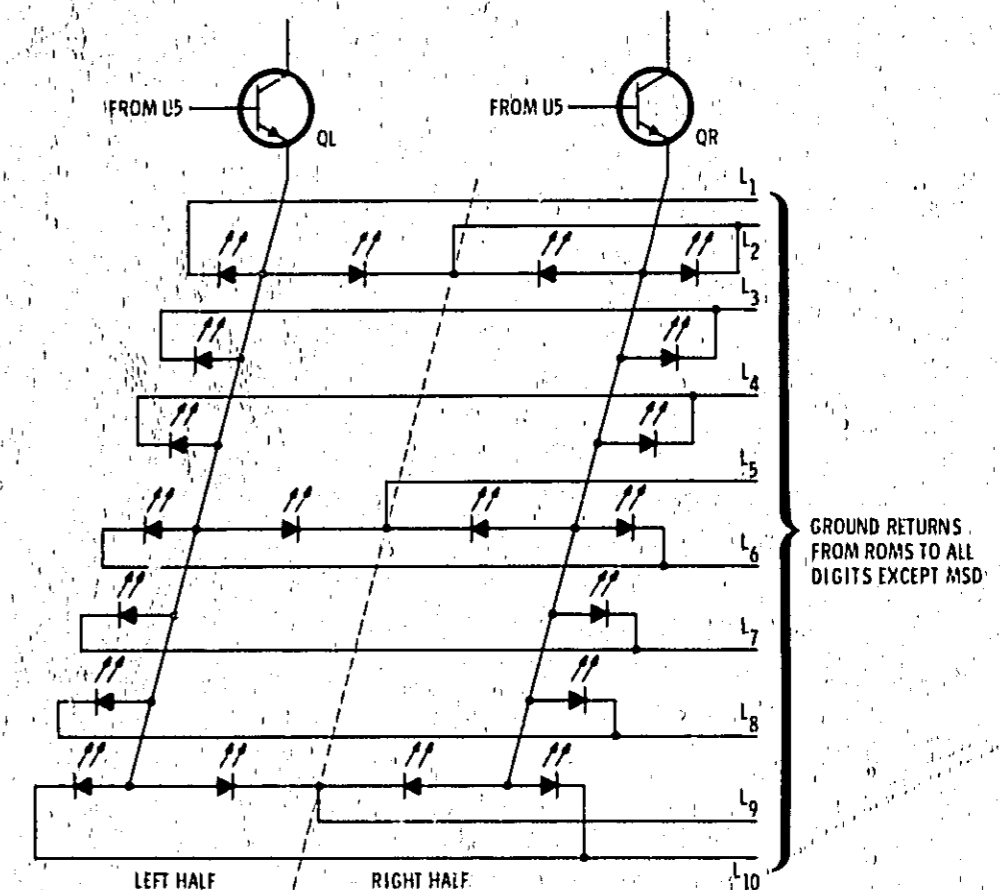 FROM U5
QL
FROM U5
QR
L1
L2
L3
L4
L5
L6
L7
L8
L9
L10
GROUND RETURNS
FROM ROMS TO ALL
DIGITS EXCEPT MSD
LEFT HALF
RIGHT HALF